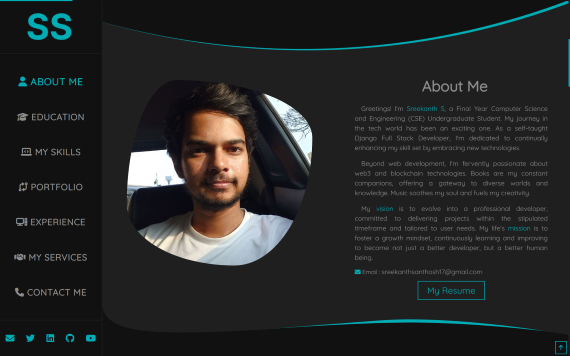 SS
ABOUT ME
EDUCATION
MY SKILLS
PORTFOLIO
EXPERIENCE
MY SERVICES
CONTACT ME
About Me
Greetings! I'm Sreekanth S, a Final Year Computer Science
and Engineering (CSE) Undergraduate Student. My journey in
the tech world has been an exciting one. As a self-taught
Django Full Stack Developer, I'm dedicated to continually
enhancing my skill set by embracing new technologies.
Beyond web development, I'm fervently passionate about
web3 and blockchain technologies. Books are my constant
companions, offering a gateway to diverse worlds and
knowledge. Music soothes my soul and fuels my creativity.
My vision is to evolve into a professional developer,
committed to delivering projects within the stipulated
timeframe and tailored to user needs. My life's mission is to
foster a growth mindset, continuously learning and improving
to become not just a better developer, but a better human
being.
Email : sreekanthsanthosh17@gmail.com
My Resume